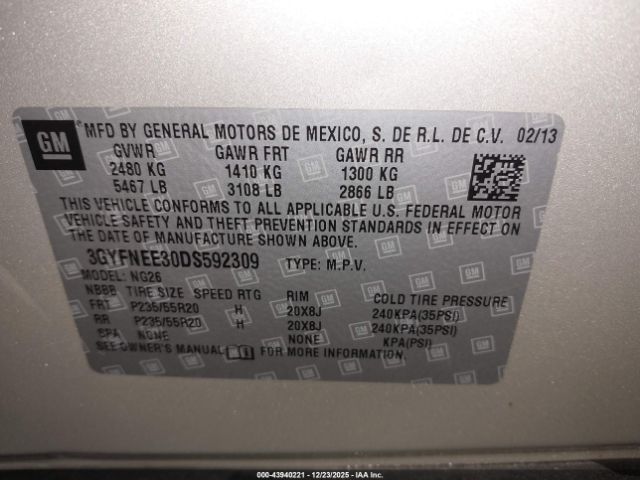 GM MFD BY GENERAL MOTORS DE MEXICO, S. DE R.L. DE C.V. 02/13
GVWR GAWR FRT GAWR RR
2480 KG 1410 KG 1300 KG
5467 LB 3108 LB 2866 LB
THIS VEHICLE CONFORMS TO ALL APPLICABLE U.S. FEDERAL MOTOR
VEHICLE SAFETY AND THEFT PREVENTION STANDARDS IN EFFECT ON
THE DATE OF MANUFACTURE SHOWN ABOVE.
3GYFNEE30DS592309 TYPE: M.P.V.
MODEL: NG26
NBBB TIRE SIZE SPEED RTG RIM COLD TIRE PRESSURE
FRT P235/55R20 H 20X8J 240KPA(35PSI)
RR P235/55R20 H 20X8J 240KPA(35PSI)
SPA NONE NONE KPA(PSI)
SEE OWNER'S MANUAL FOR MORE INFORMATION.
000-43940221 - 12/23/2025 - © IAA, Inc. All Rights Reserved